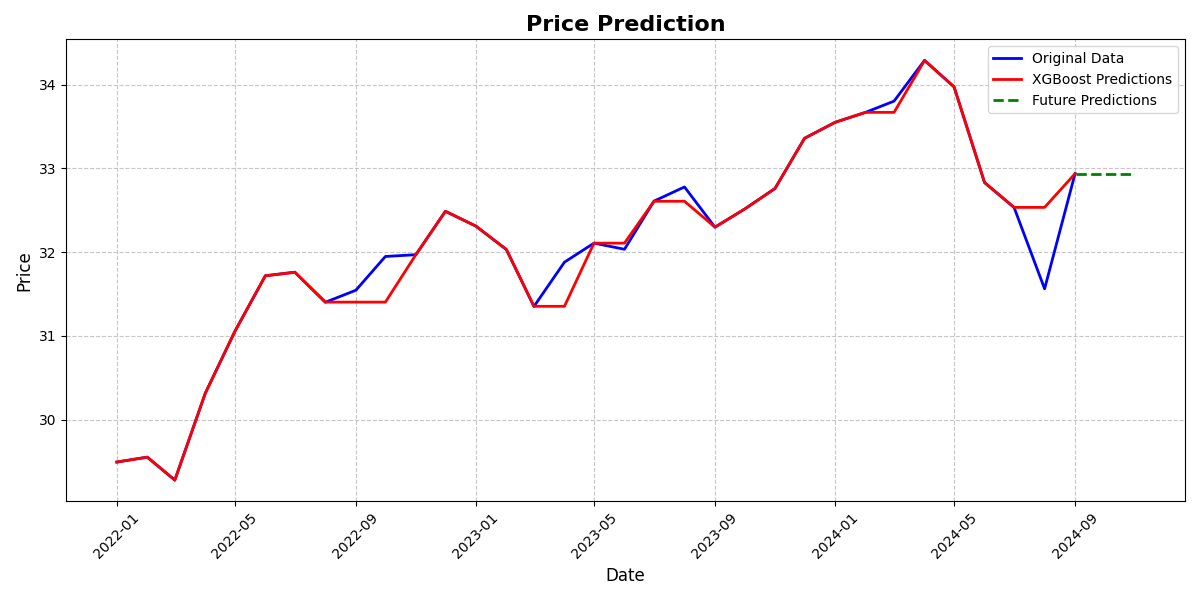 Price Prediction
Original Data
XGBoost Predictions
Future Predictions
Price
34
33
32
31
30
2022-01
2022-05
2022-09
2023-01
2023-05
2023-09
2024-01
2024-05
2024-09
Date